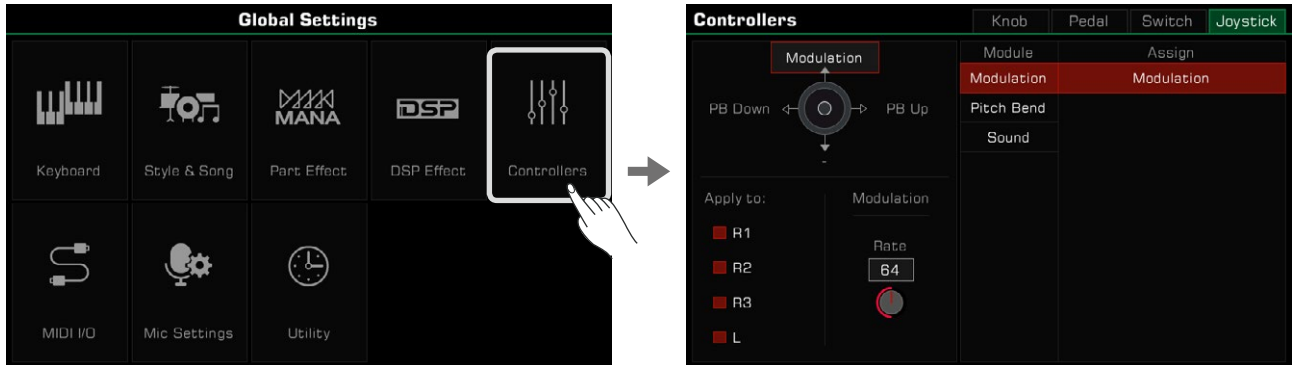 Global Settings
MANA
DSP
Keyboard
Style & Song
Part Effect
DSP Effect
Controllers
MIDI I/O
Mic Settings
Utility
Controllers
Knob
Pedal
Switch
Joystick
Modulation
PB Down
PB Up
-
Apply to:
R1
R2
R3
L
Modulation
Rate
64
Module
Assign
Modulation
Modulation
Pitch Bend
Sound